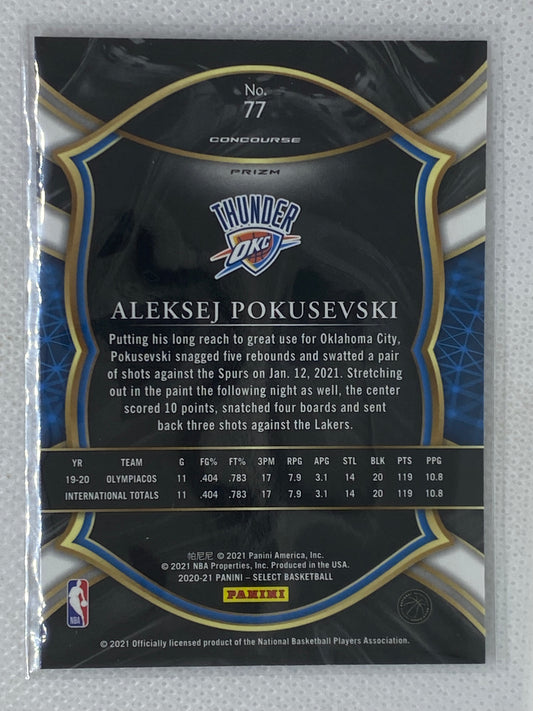 No.
77
CONCOURSE
PRIZM
THUNDER
OKC
ALEKSEJ POKUSEVSKI
Putting his long reach to great use for Oklahoma City,
Pokusevski snagged five rebounds and swatted a pair
of shots against the Spurs on Jan. 12, 2021. Stretching
out in the paint the following night as well, the center
scored 10 points, snatched four boards and sent
back three shots against the Lakers.
YR TEAM G FG% FT% 3PM RPG APG STL BLK PTS PPG
19-20 OLYMPIACOS 11 .404 .783 17 7.9 3.1 14 20 119 10.8
INTERNATIONAL TOTALS 11 .404 .783 17 7.9 3.1 14 20 119 10.8
帕尼尼 © 2021 Panini America, Inc.
© 2021 NBA Properties, Inc. Produced in the USA.
2020-21 PANINI – SELECT BASKETBALL
PANINI
NBA
© 2021 Officially licensed product of the National Basketball Players Association.